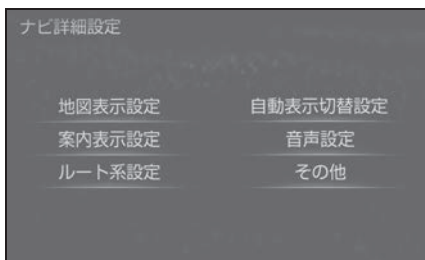 ナビ詳細設定
地図表示設定
自動表示切替設定
案内表示設定
音声設定
ルート系設定
その他